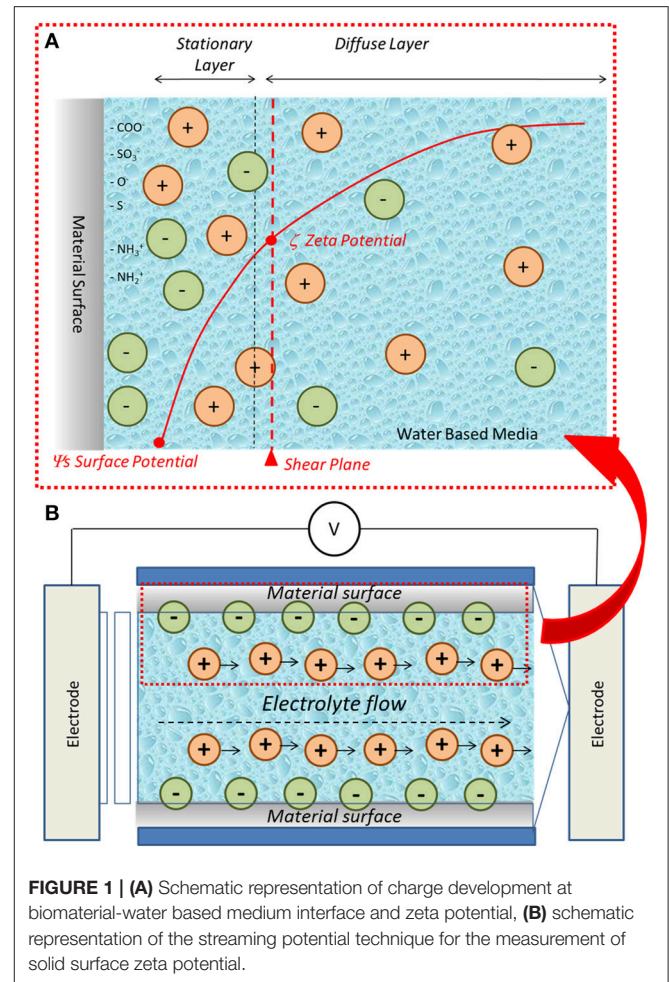 A
Stationary
Layer
Diffuse Layer
- COO⁻
- SO₃⁻
- O⁻
- S⁻
- NH₃⁺
- NH₂⁺
Material Surface
+
+
-
+
-
+
-
-
+
+
ζ Zeta Potential
+
+
-
-
+
+
-
+
-
-
Water Based Media
Ψs Surface Potential
Shear Plane
B
V
Electrode
Material surface
- - - - - -
+ + + + + +
Electrolyte flow
+ + + + + +
- - - - - -
Material surface
Electrode
FIGURE 1 | (A) Schematic representation of charge development at
biomaterial-water based medium interface and zeta potential, (B) schematic
representation of the streaming potential technique for the measurement of
solid surface zeta potential.